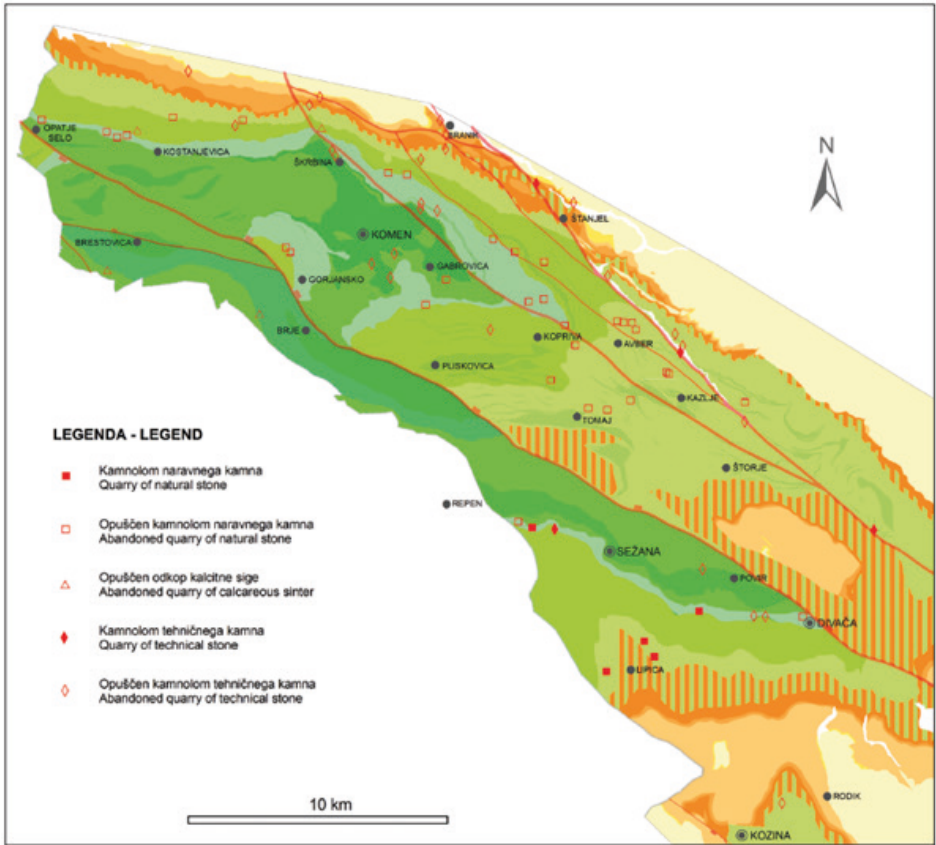 BRANIK
OPATJE
SELO
KOSTANJEVICA
ŠKRBINA
N
ŠTANJEL
KOMEN
BRESTOVICA
GABROVICA
GORJANSKO
BRJE
KOPRIVA
AVBER
PLISKOVICA
KAZLJE
TOMAJ
LEGENDA - LEGEND
Kamnolom naravnega kamna
Quarry of natural stone
Opuščen kamnolom naravnega kamna
Abandoned quarry of natural stone
Opuščen odkop kalcitne sige
Abandoned quarry of calcareous sinter
Kamnolom tehničnega kamna
Quarry of technical stone
Opuščen kamnolom tehničnega kamna
Abandoned quarry of technical stone
ŠTORJE
REPEN
SEŽANA
POVIR
DIVAČA
LIPICA
10 km
RODIK
KOZINA